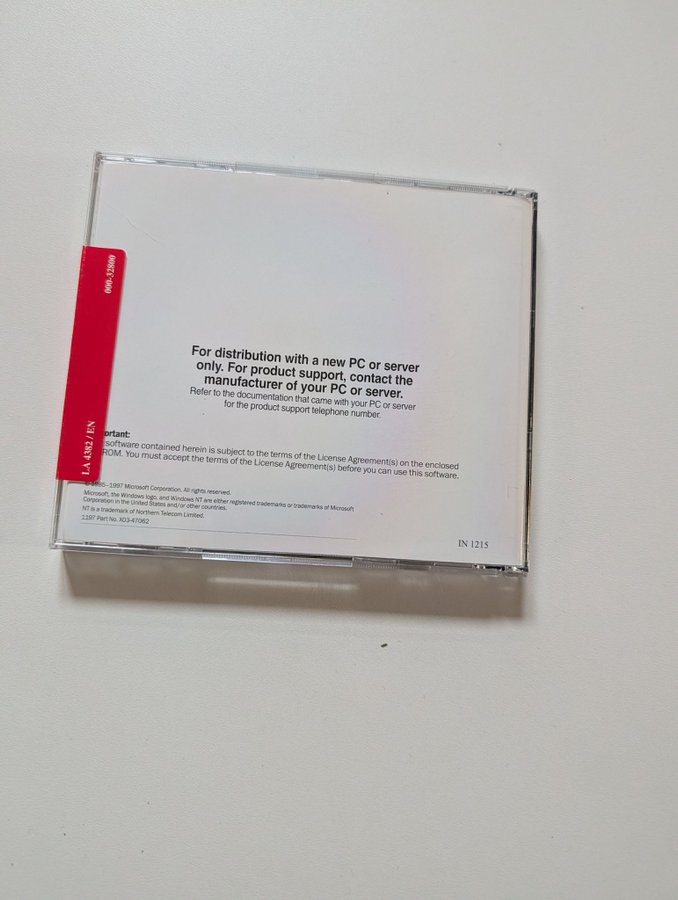 000-32800
LA 4382 / EN
For distribution with a new PC or server
only. For product support, contact the
manufacturer of your PC or server.
Refer to the documentation that came with your PC or server
for the product support telephone number.
ortant:
software contained herein is subject to the terms of the License Agreement(s) on the enclosed
ROM. You must accept the terms of the License Agreement(s) before you can use this software.
–1997 Microsoft Corporation. All rights reserved.
Microsoft, the Windows logo, and Windows NT are either registered trademarks or trademarks of Microsoft
Corporation in the United States and/or other countries.
NT is a trademark of Northern Telecom Limited.
1197 Part No. X03-47062
IN 1215